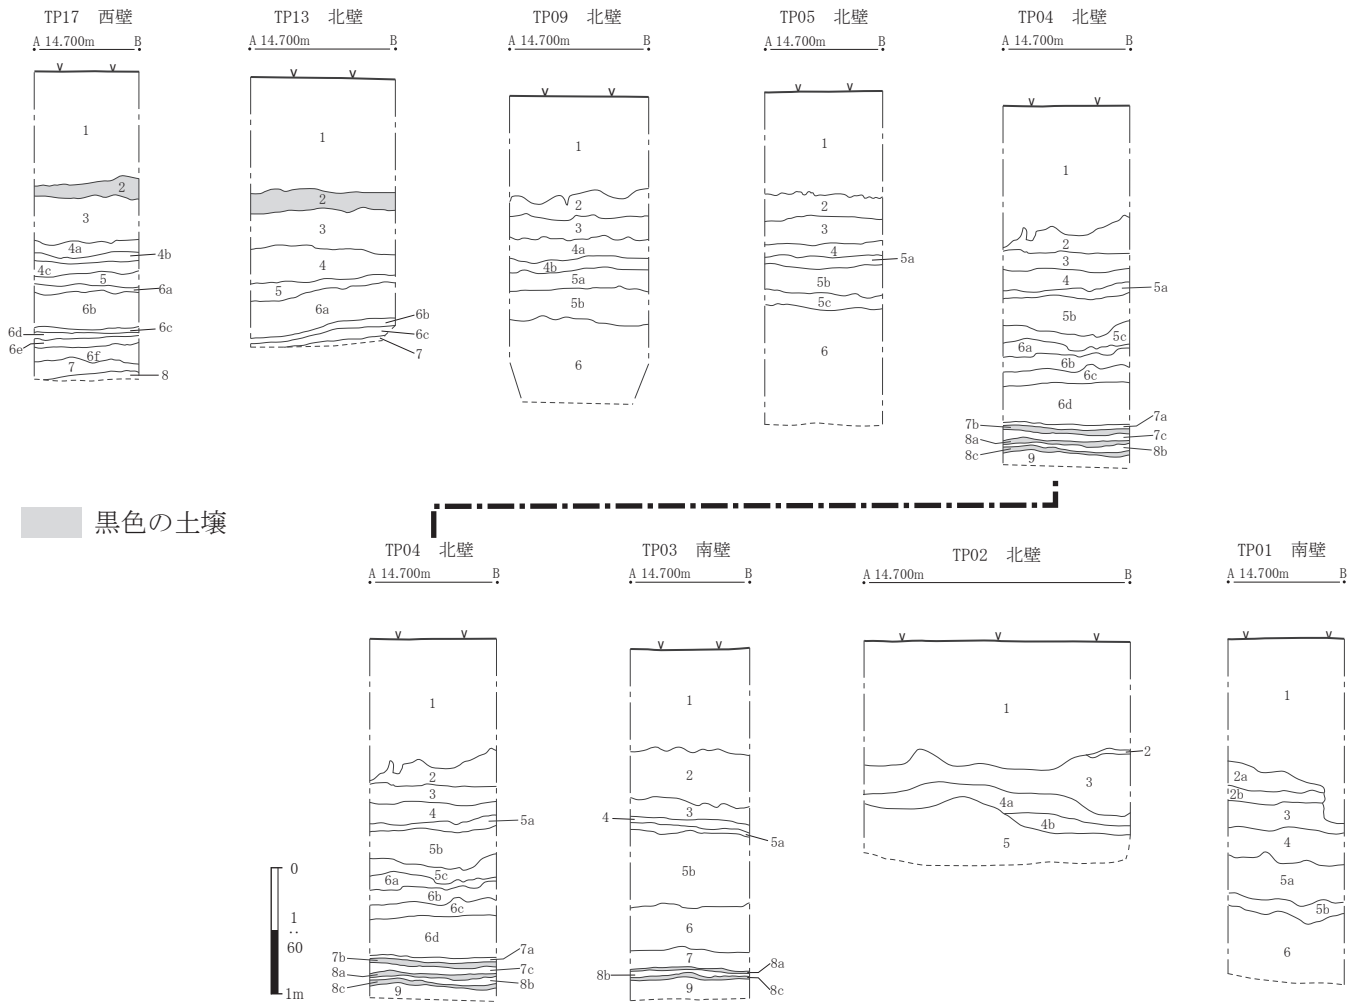 TP17 西壁
A 14.700m B
1
2
3
4a
4b
4c
5
6a
6b
6c
6d
6e
6f
7
8
TP13 北壁
A 14.700m B
1
2
3
4
5
6a
6b
6c
7
TP09 北壁
A 14.700m B
1
2
3
4a
4b
5a
5b
6
TP05 北壁
A 14.700m B
1
2
3
4
5a
5b
5c
6
TP04 北壁
A 14.700m B
1
2
3
4
5a
5b
5c
6a
6b
6c
6d
7a
7b
7c
8a
8b
8c
9
黒色の土壌
TP04 北壁
A 14.700m B
1
2
3
4
5a
5b
5c
6a
6b
6c
6d
7a
7b
7c
8a
8b
8c
9
TP03 南壁
A 14.700m B
1
2
3
4
5a
5b
6
7
8a
8b
8c
9
TP02 北壁
A 14.700m B
1
2
3
4a
4b
5
TP01 南壁
A 14.700m B
1
2a
2b
3
4
5a
5b
6
0
1
:
60
1m